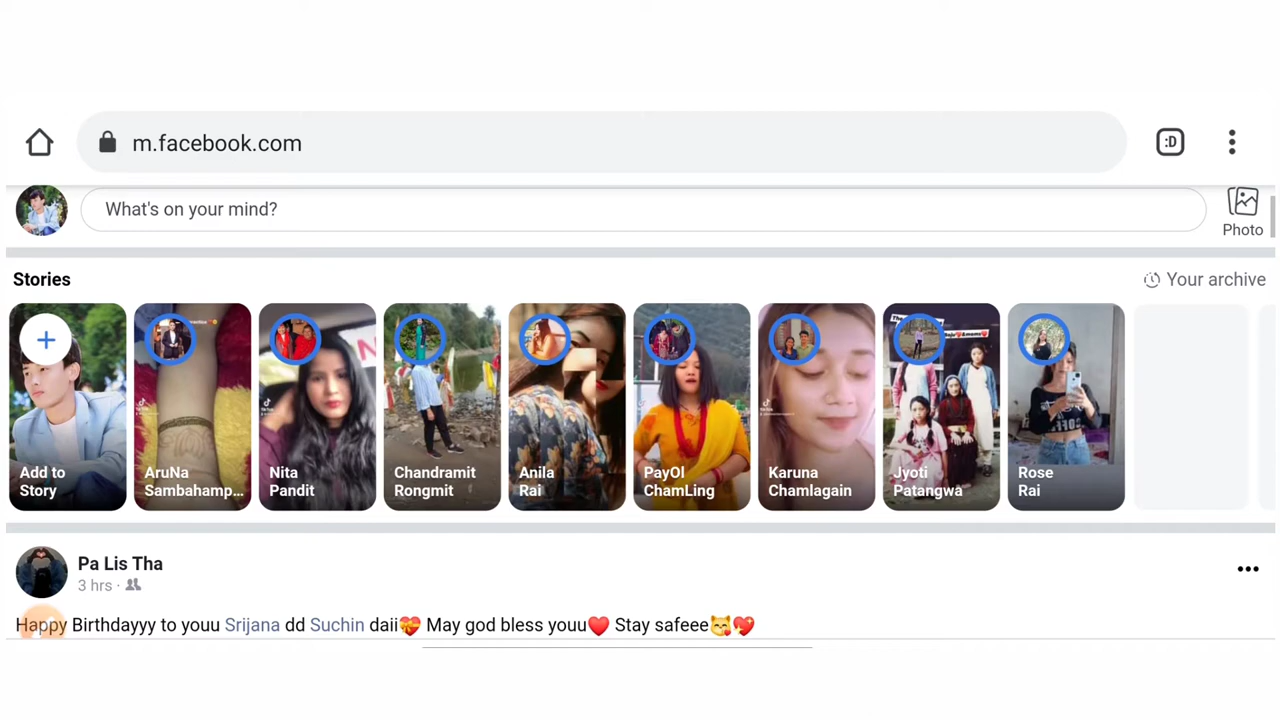 m.facebook.com
:D
What's on your mind?
Photo
Stories
Your archive
Add to
Story
AruNa
Sambahamp...
Nita
Pandit
Chandramit
Rongmit
Anila
Rai
PayOl
ChamLing
Karuna
Chamlagain
Jyoti
Patangwa
Rose
Rai
Pa Lis Tha
3 hrs ·
Happy Birthdayyy to youu Srijana dd Suchin daii💝 May god bless youu❤️ Stay safeee😸💖